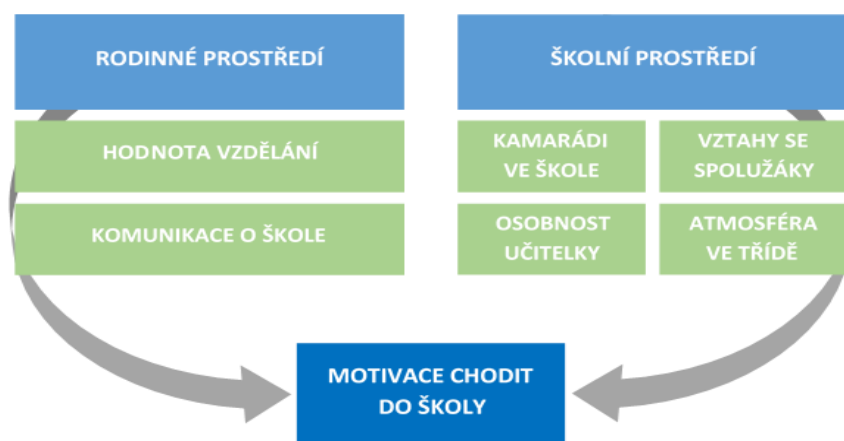 RODINNÉ PROSTŘEDÍ
HODNOTA VZDĚLÁNÍ
KOMUNIKACE O ŠKOLE
ŠKOLNÍ PROSTŘEDÍ
KAMARÁDI
VE ŠKOLE
VZTAHY SE
SPOLUŽÁKY
OSOBNOST
UČITELKY
ATMOSFÉRA
VE TŘÍDĚ
MOTIVACE CHODIT
DO ŠKOLY